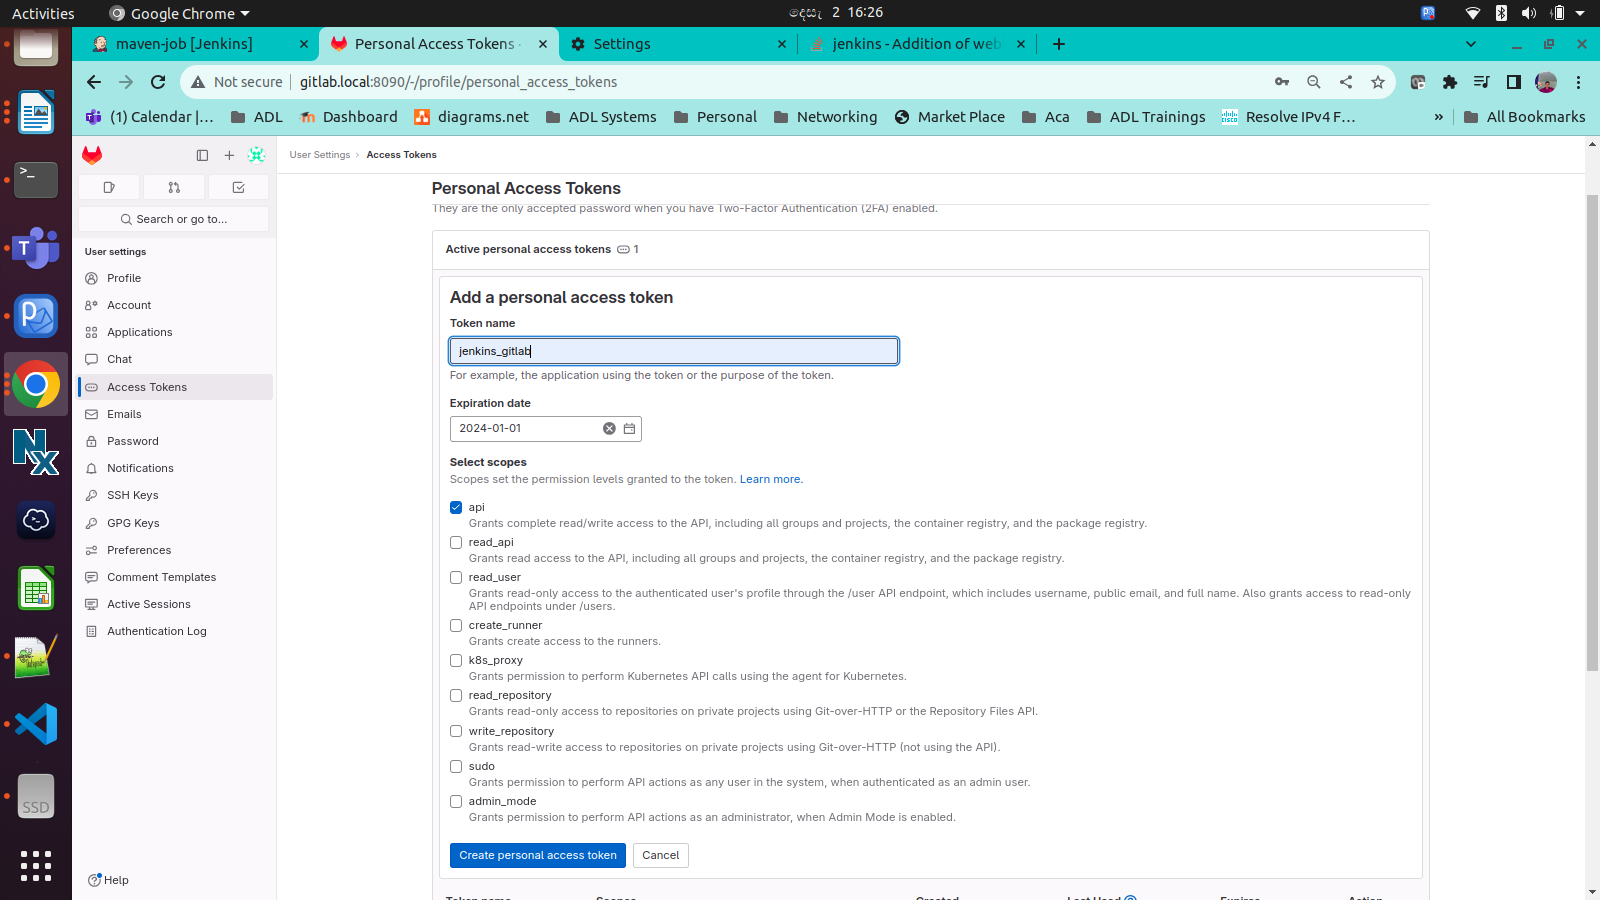 Activities
Google Chrome
දෙසැ 2 16:26
maven-job [Jenkins]
Personal Access Tokens ·
Settings
jenkins - Addition of web
Not secure
gitlab.local:8090/-/profile/personal_access_tokens
(1) Calendar |...
ADL
Dashboard
diagrams.net
ADL Systems
Personal
Networking
Market Place
Aca
ADL Trainings
Resolve IPv4 F...
»
All Bookmarks
User Settings › Access Tokens
Search or go to...
User settings
Profile
Account
Applications
Chat
Access Tokens
Emails
Password
Notifications
SSH Keys
GPG Keys
Preferences
Comment Templates
Active Sessions
Authentication Log
Help
Personal Access Tokens
They are the only accepted password when you have Two-Factor Authentication (2FA) enabled.
Active personal access tokens 1
Add a personal access token
Token name
jenkins_gitlab
For example, the application using the token or the purpose of the token.
Expiration date
2024-01-01
Select scopes
Scopes set the permission levels granted to the token. Learn more.
api
Grants complete read/write access to the API, including all groups and projects, the container registry, and the package registry.
read_api
Grants read access to the API, including all groups and projects, the container registry, and the package registry.
read_user
Grants read-only access to the authenticated user's profile through the /user API endpoint, which includes username, public email, and full name. Also grants access to read-only
API endpoints under /users.
create_runner
Grants create access to the runners.
k8s_proxy
Grants permission to perform Kubernetes API calls using the agent for Kubernetes.
read_repository
Grants read-only access to repositories on private projects using Git-over-HTTP or the Repository Files API.
write_repository
Grants read-write access to repositories on private projects using Git-over-HTTP (not using the API).
sudo
Grants permission to perform API actions as any user in the system, when authenticated as an admin user.
admin_mode
Grants permission to perform API actions as an administrator, when Admin Mode is enabled.
Create personal access token
Cancel
Token name
Scopes
Created
Last Used
Expires
Action
SSD